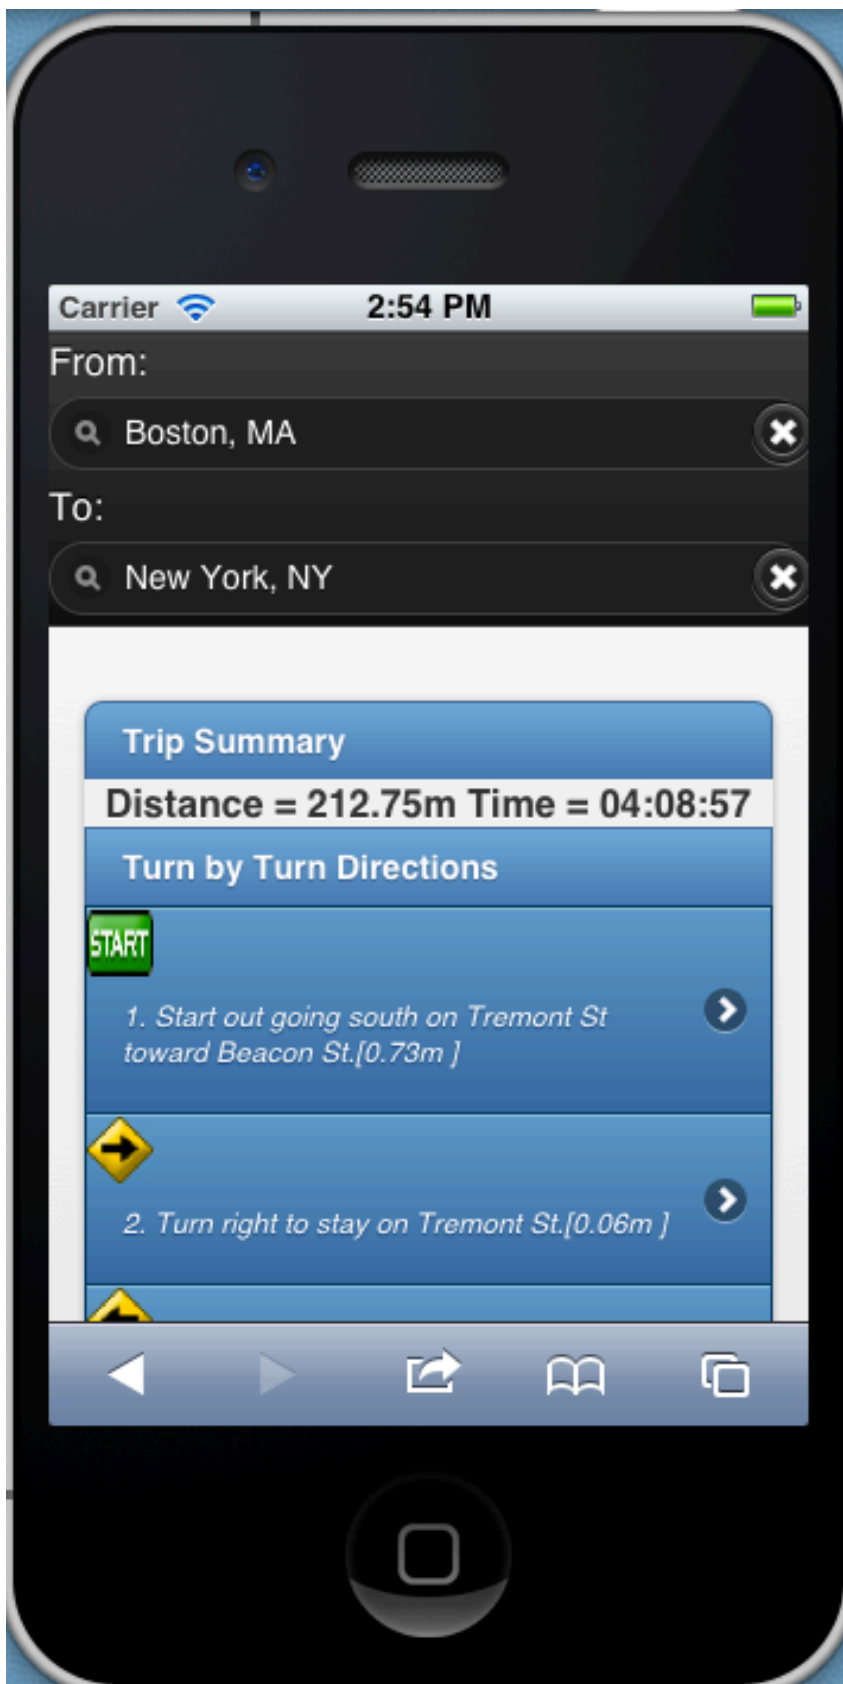 Carrier 2:54 PM
From:
Boston, MA
To:
New York, NY
Trip Summary
Distance = 212.75m Time = 04:08:57
Turn by Turn Directions
START
1. Start out going south on Tremont St
toward Beacon St.[0.73m ]
2. Turn right to stay on Tremont St.[0.06m ]